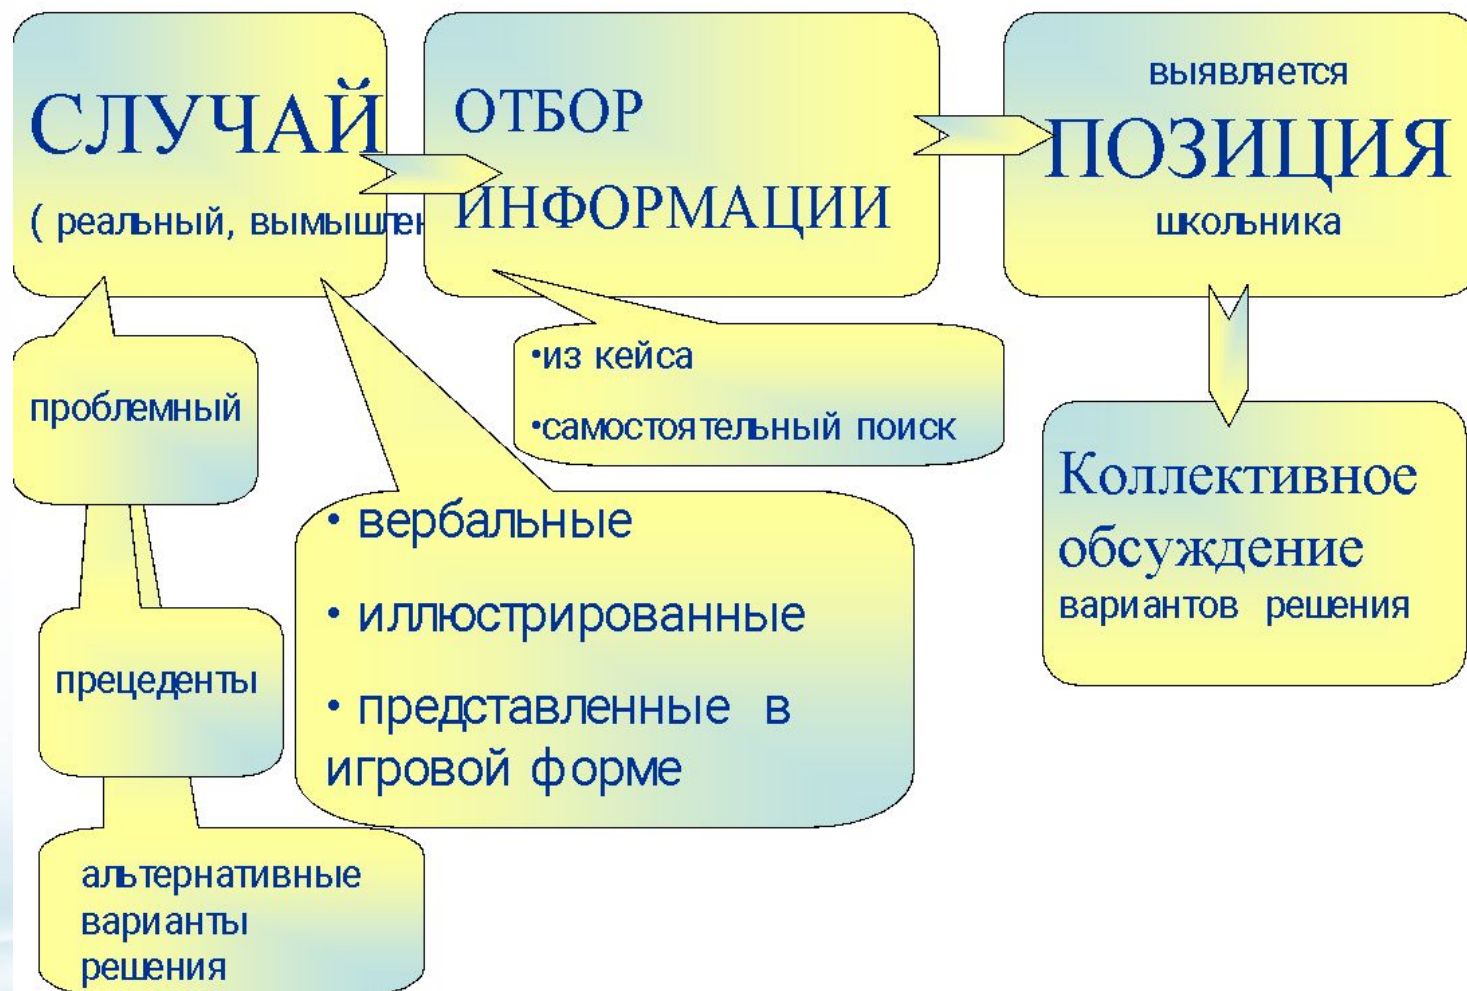 СЛУЧАЙ
( реальный, вымышлен
ОТБОР
ИНФОРМАЦИИ
выявляется
ПОЗИЦИЯ
школьника
•из кейса
•самостоятельный поиск
проблемный
• вербальные
• иллюстрированные
• представленные в
игровой форме
Коллективное
обсуждение
вариантов решения
прецеденты
альтернативные
варианты
решения